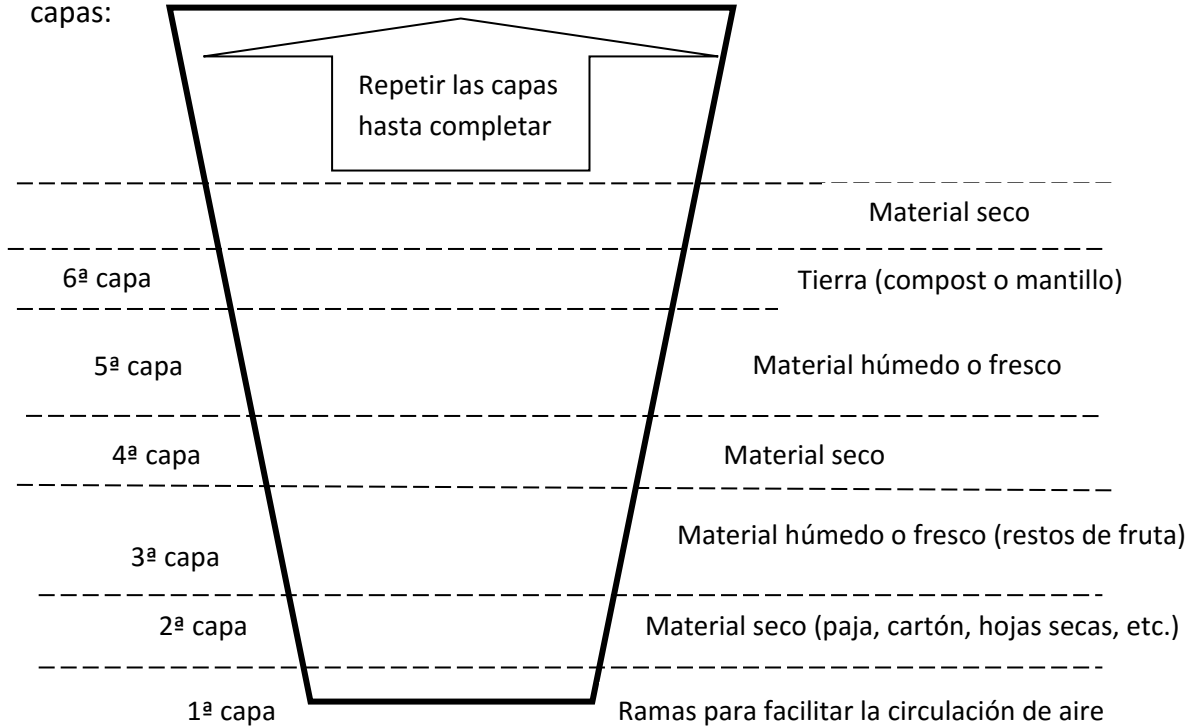 capas:
Repetir las capas
hasta completar
Material seco
6ª capa
Tierra (compost o mantillo)
5ª capa
Material húmedo o fresco
4ª capa
Material seco
Material húmedo o fresco (restos de fruta)
3ª capa
2ª capa
Material seco (paja, cartón, hojas secas, etc.)
1ª capa
Ramas para facilitar la circulación de aire